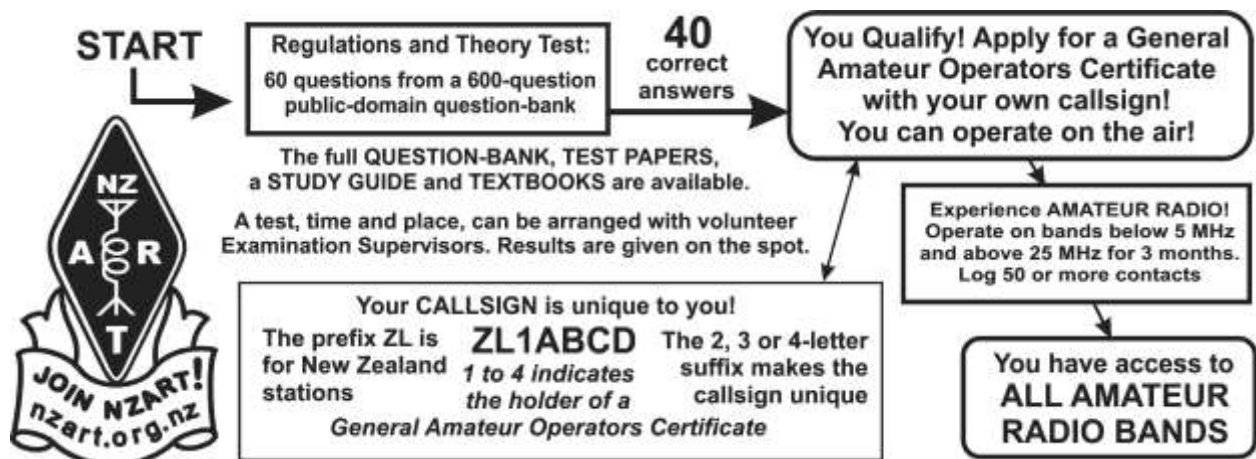 START
Regulations and Theory Test:
60 questions from a 600-question
public-domain question-bank
40
correct
answers
You Qualify! Apply for a General
Amateur Operators Certificate
with your own callsign!
You can operate on the air!
The full QUESTION-BANK, TEST PAPERS,
a STUDY GUIDE and TEXTBOOKS are available.
A test, time and place, can be arranged with volunteer
Examination Supervisors. Results are given on the spot.
Experience AMATEUR RADIO!
Operate on bands below 5 MHz
and above 25 MHz for 3 months.
Log 50 or more contacts
You have access to
ALL AMATEUR
RADIO BANDS
Your CALLSIGN is unique to you!
The prefix ZL is
for New Zealand
stations
ZL1ABCD
1 to 4 indicates
the holder of a
General Amateur Operators Certificate
The 2, 3 or 4-letter
suffix makes the
callsign unique
NZ
A R
T
JOIN NZART!
nzart.org.nz